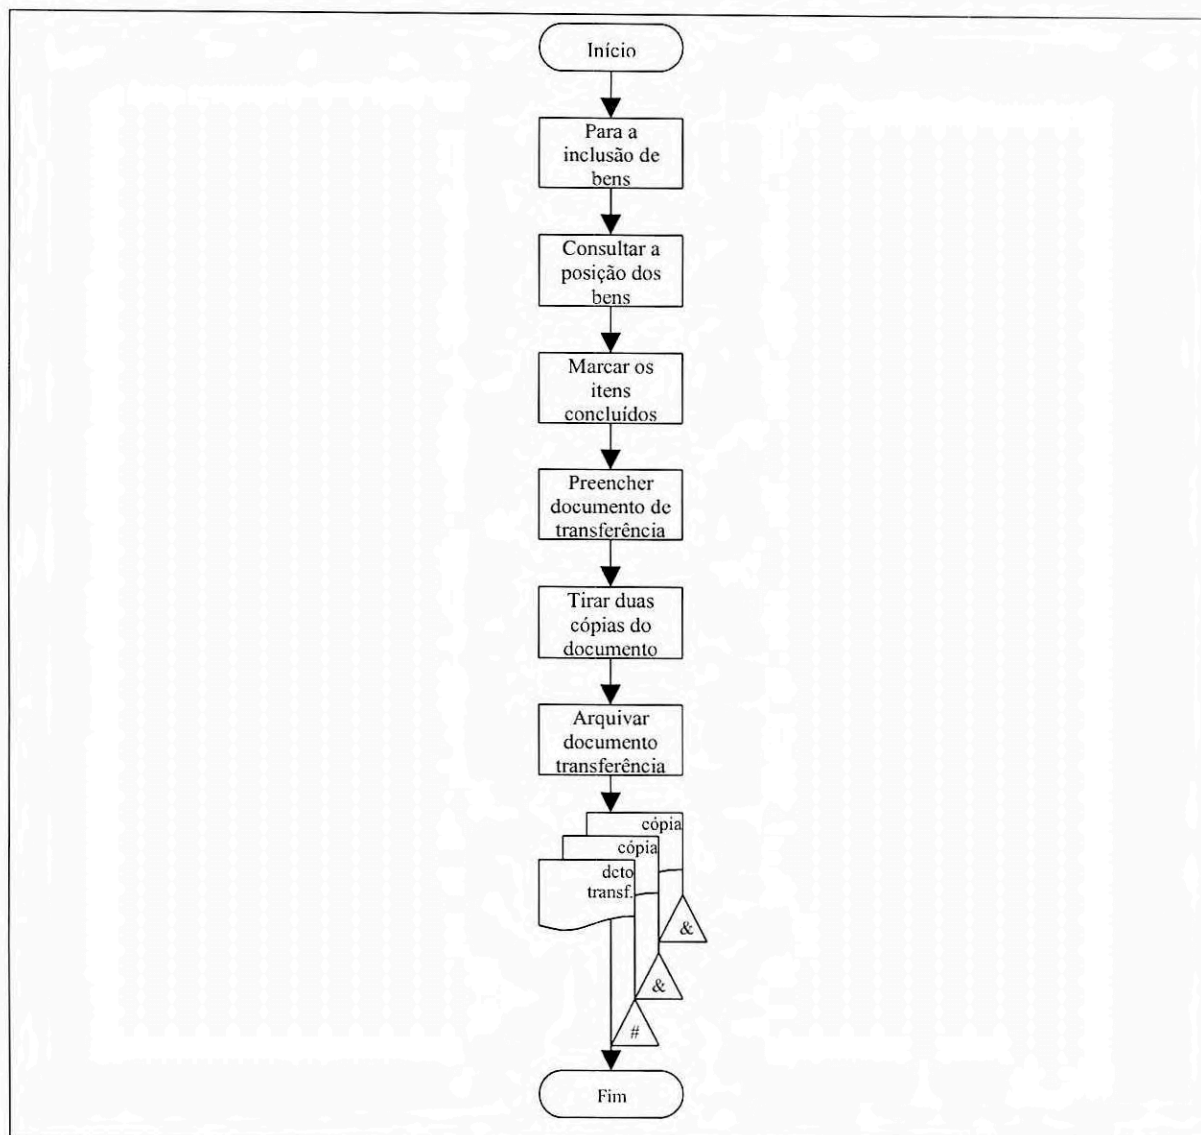 Início
Para a
inclusão de
bens
Consultar a
posição dos
bens
Marcar os
itens
concluídos
Preencher
documento de
transferência
Tirar duas
cópias do
documento
Arquivar
documento
transferência
cópia
cópia
dcto
transf.
&
&
#
Fim